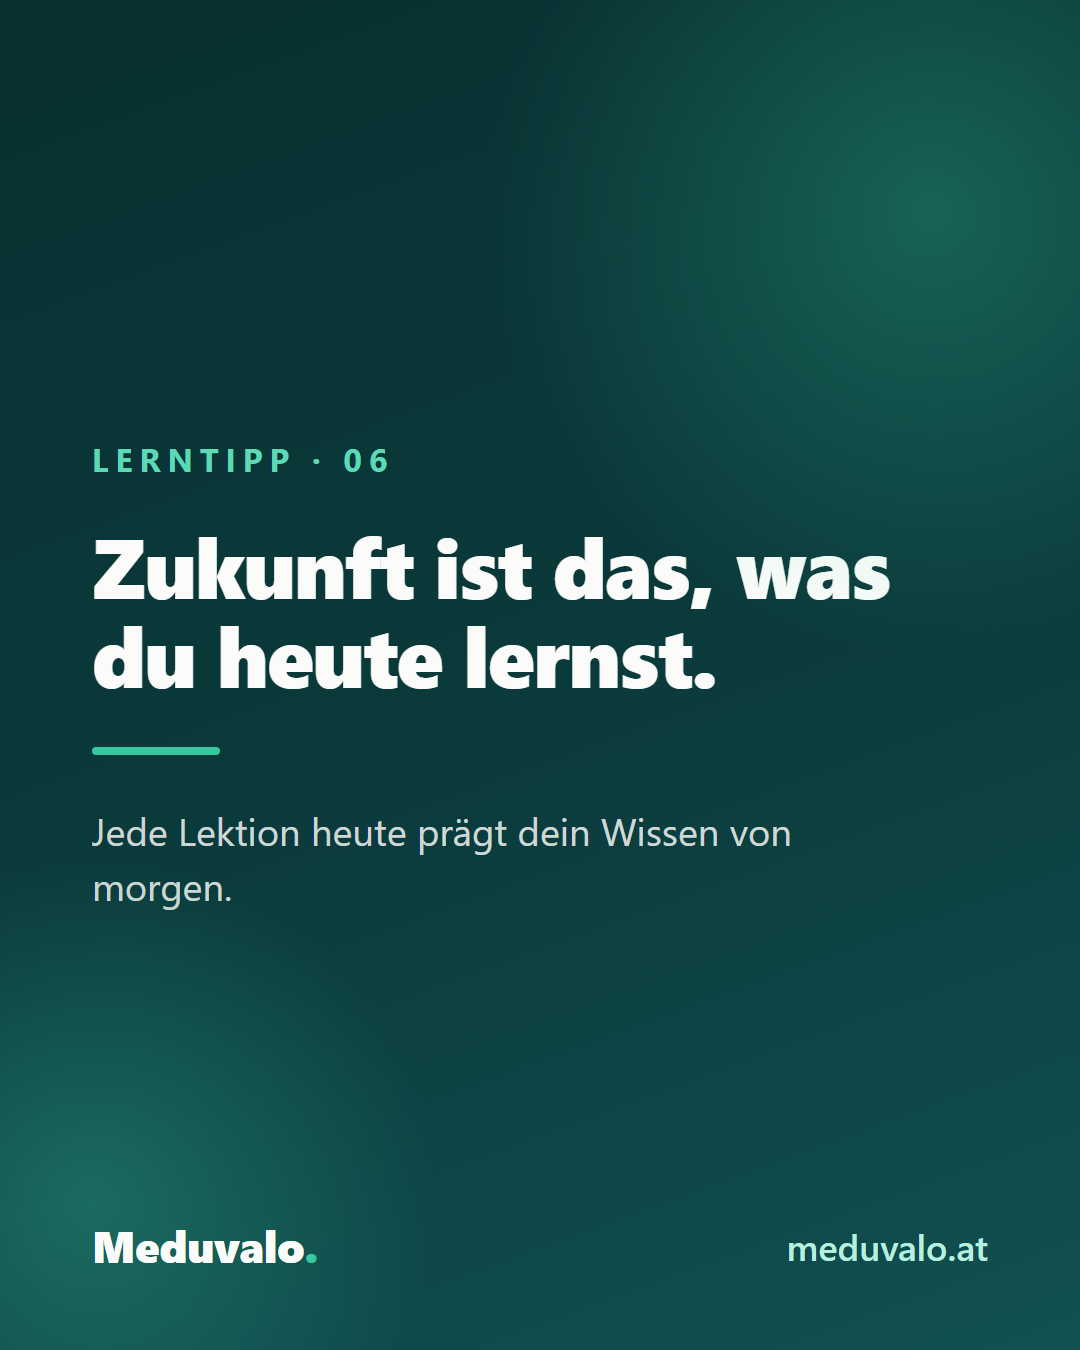 LERNTIPP · 06
Zukunft ist das, was
du heute lernst.
Jede Lektion heute prägt dein Wissen von
morgen.
Meduvalo.
meduvalo.at